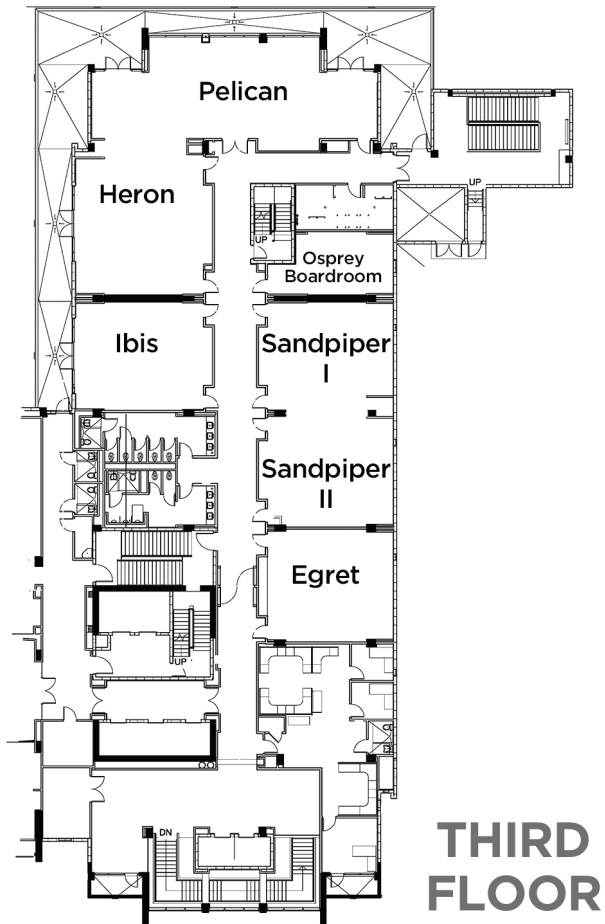 Pelican
UP
Heron
UP
Osprey
Boardroom
Ibis
Sandpiper
I
Sandpiper
II
Egret
UP
DN
THIRD
FLOOR